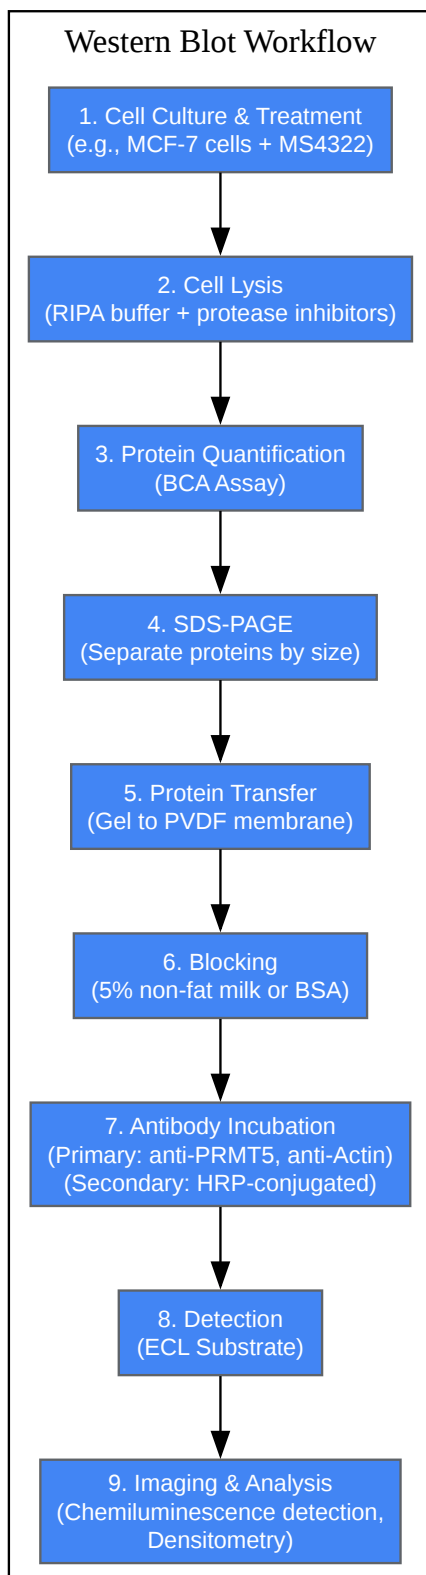 Western Blot Workflow
1. Cell Culture & Treatment
(e.g., MCF-7 cells + MS4322)
2. Cell Lysis
(RIPA buffer + protease inhibitors)
3. Protein Quantification
(BCA Assay)
4. SDS-PAGE
(Separate proteins by size)
5. Protein Transfer
(Gel to PVDF membrane)
6. Blocking
(5% non-fat milk or BSA)
7. Antibody Incubation
(Primary: anti-PRMT5, anti-Actin)
(Secondary: HRP-conjugated)
8. Detection
(ECL Substrate)
9. Imaging & Analysis
(Chemiluminescence detection,
Densitometry)